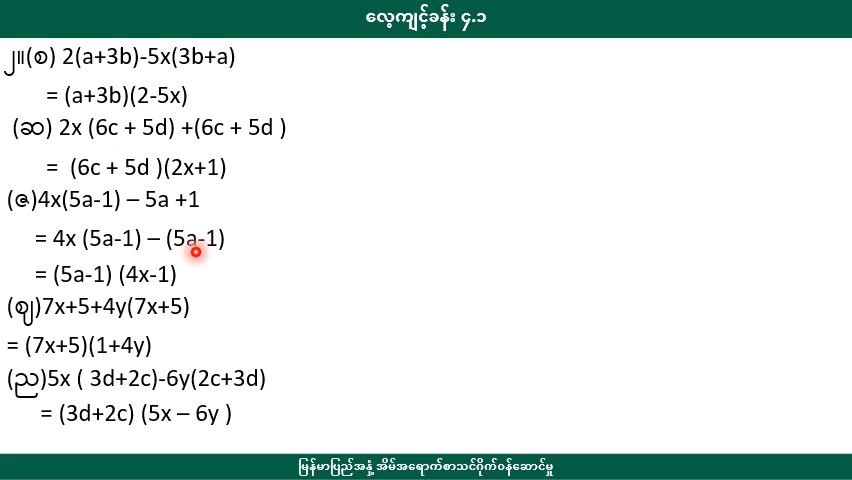 လေ့ကျင့်ခန်း ၄.၁
၂။(စ) 2(a+3b)-5x(3b+a)
= (a+3b)(2-5x)
(ဆ) 2x (6c + 5d) +(6c + 5d )
= (6c + 5d )(2x+1)
(ဇ)4x(5a-1) – 5a +1
= 4x (5a-1) – (5a-1)
= (5a-1) (4x-1)
(ဈ)7x+5+4y(7x+5)
= (7x+5)(1+4y)
(ည)5x ( 3d+2c)-6y(2c+3d)
= (3d+2c) (5x – 6y )
မြန်မာပြည်အနှံ့ အိမ်အရောက်စာသင်ဂိုက်ဝန်ဆောင်မှု